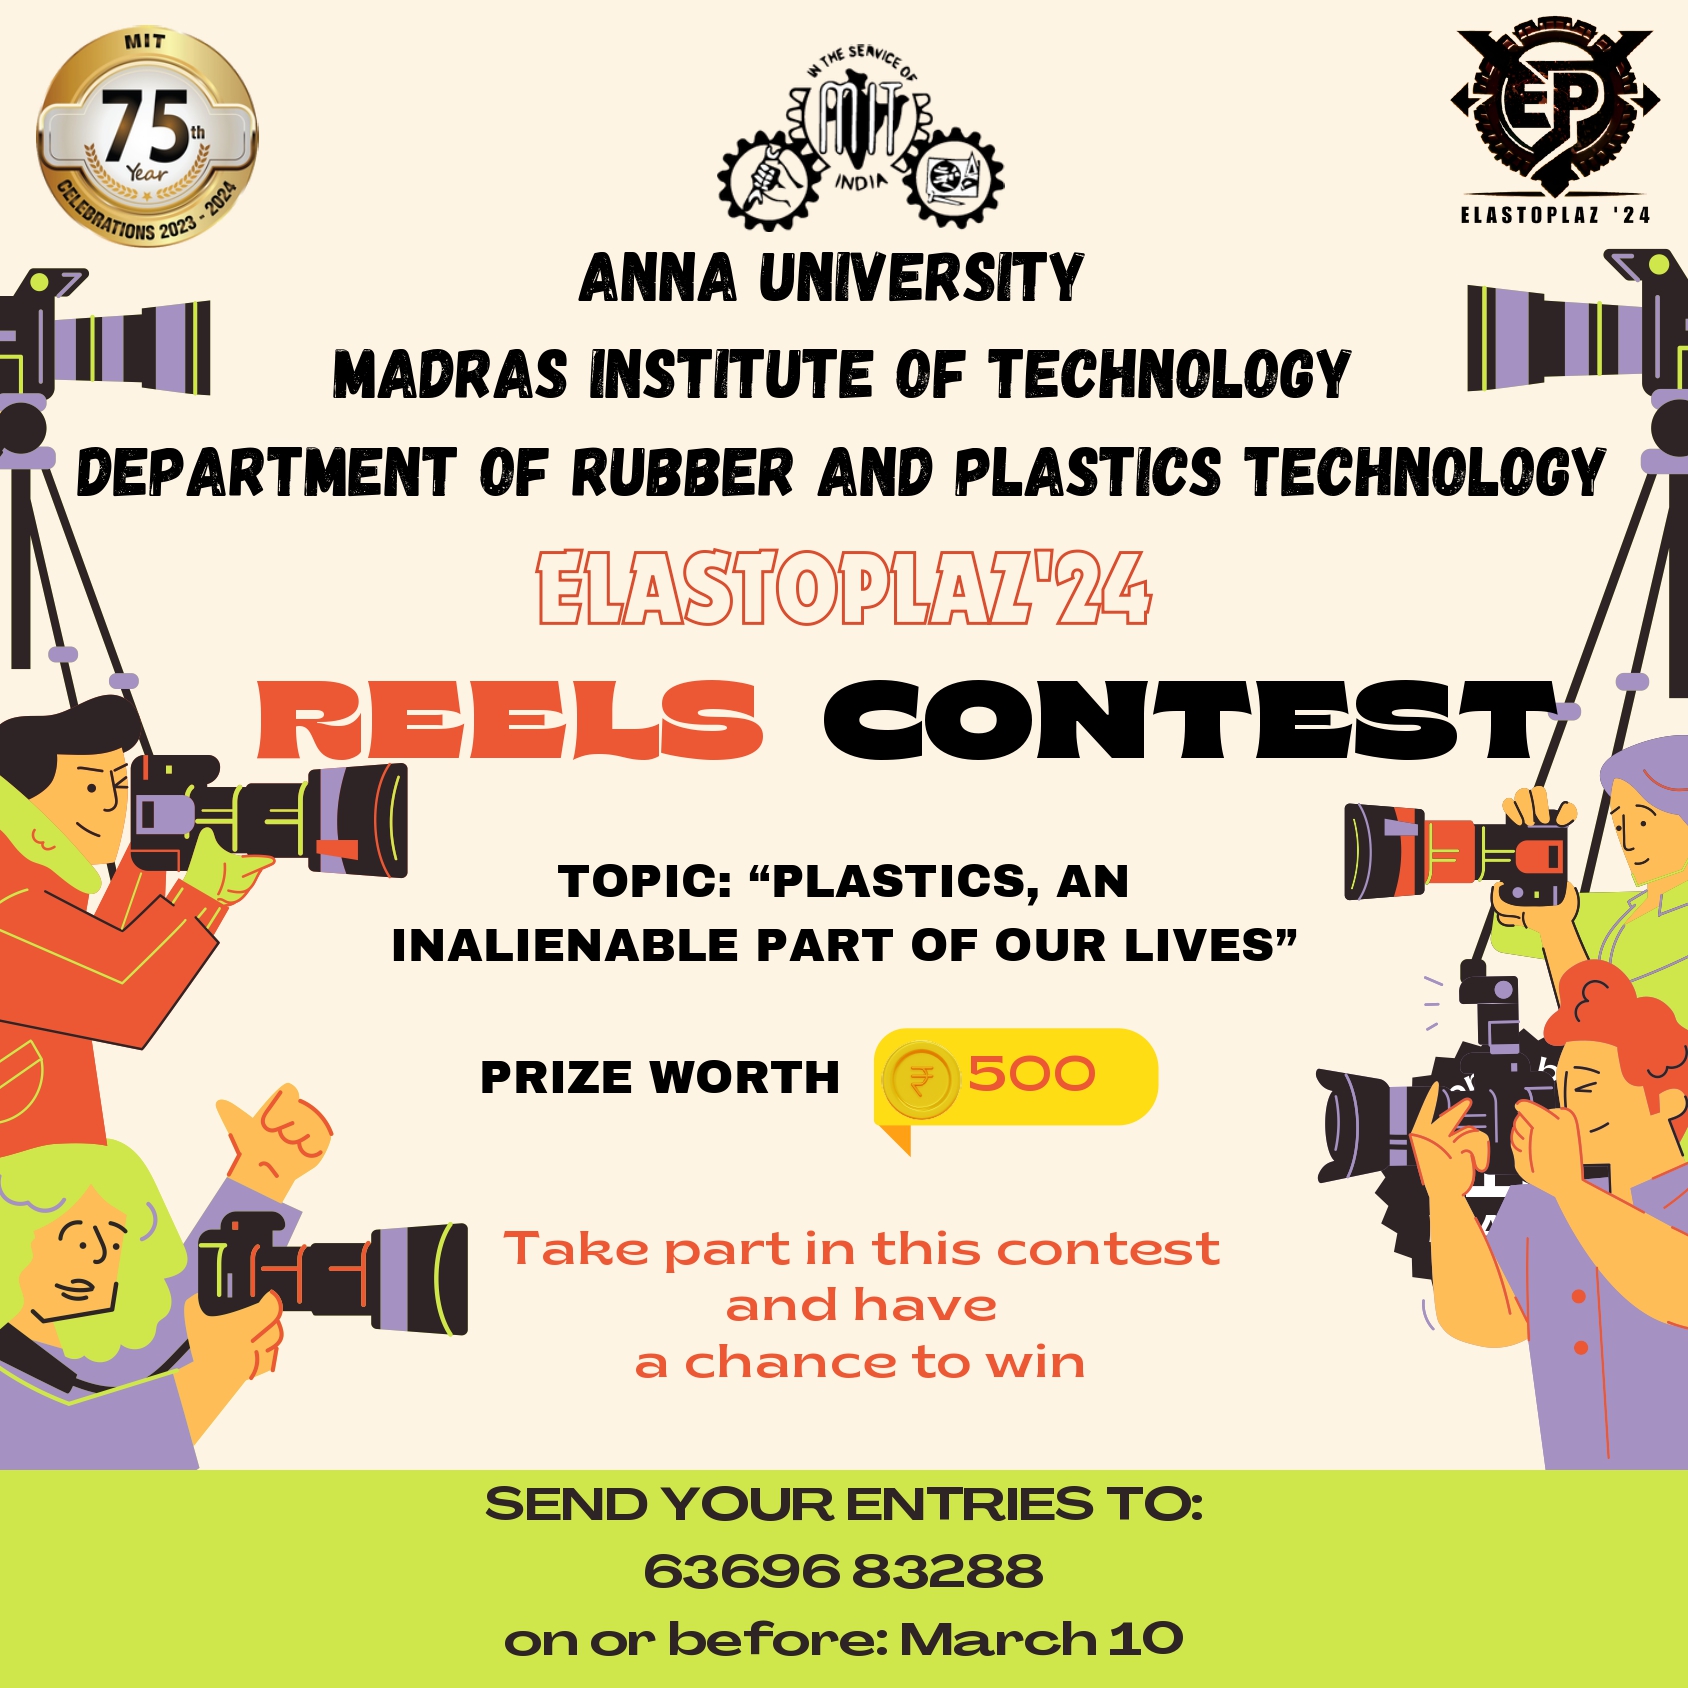 MIT
75th
Year
CELEBRATIONS 2023 - 2024
IN THE SERVICE OF
MIT
INDIA
EP
ELASTOPLAZ '24
ANNA UNIVERSITY
MADRAS INSTITUTE OF TECHNOLOGY
DEPARTMENT OF RUBBER AND PLASTICS TECHNOLOGY
ELASTOPLAZ'24
REELS CONTEST
TOPIC: “PLASTICS, AN
INALIENABLE PART OF OUR LIVES”
PRIZE WORTH ₹ 500
Take part in this contest
and have
a chance to win
SEND YOUR ENTRIES TO:
63696 83288
on or before: March 10